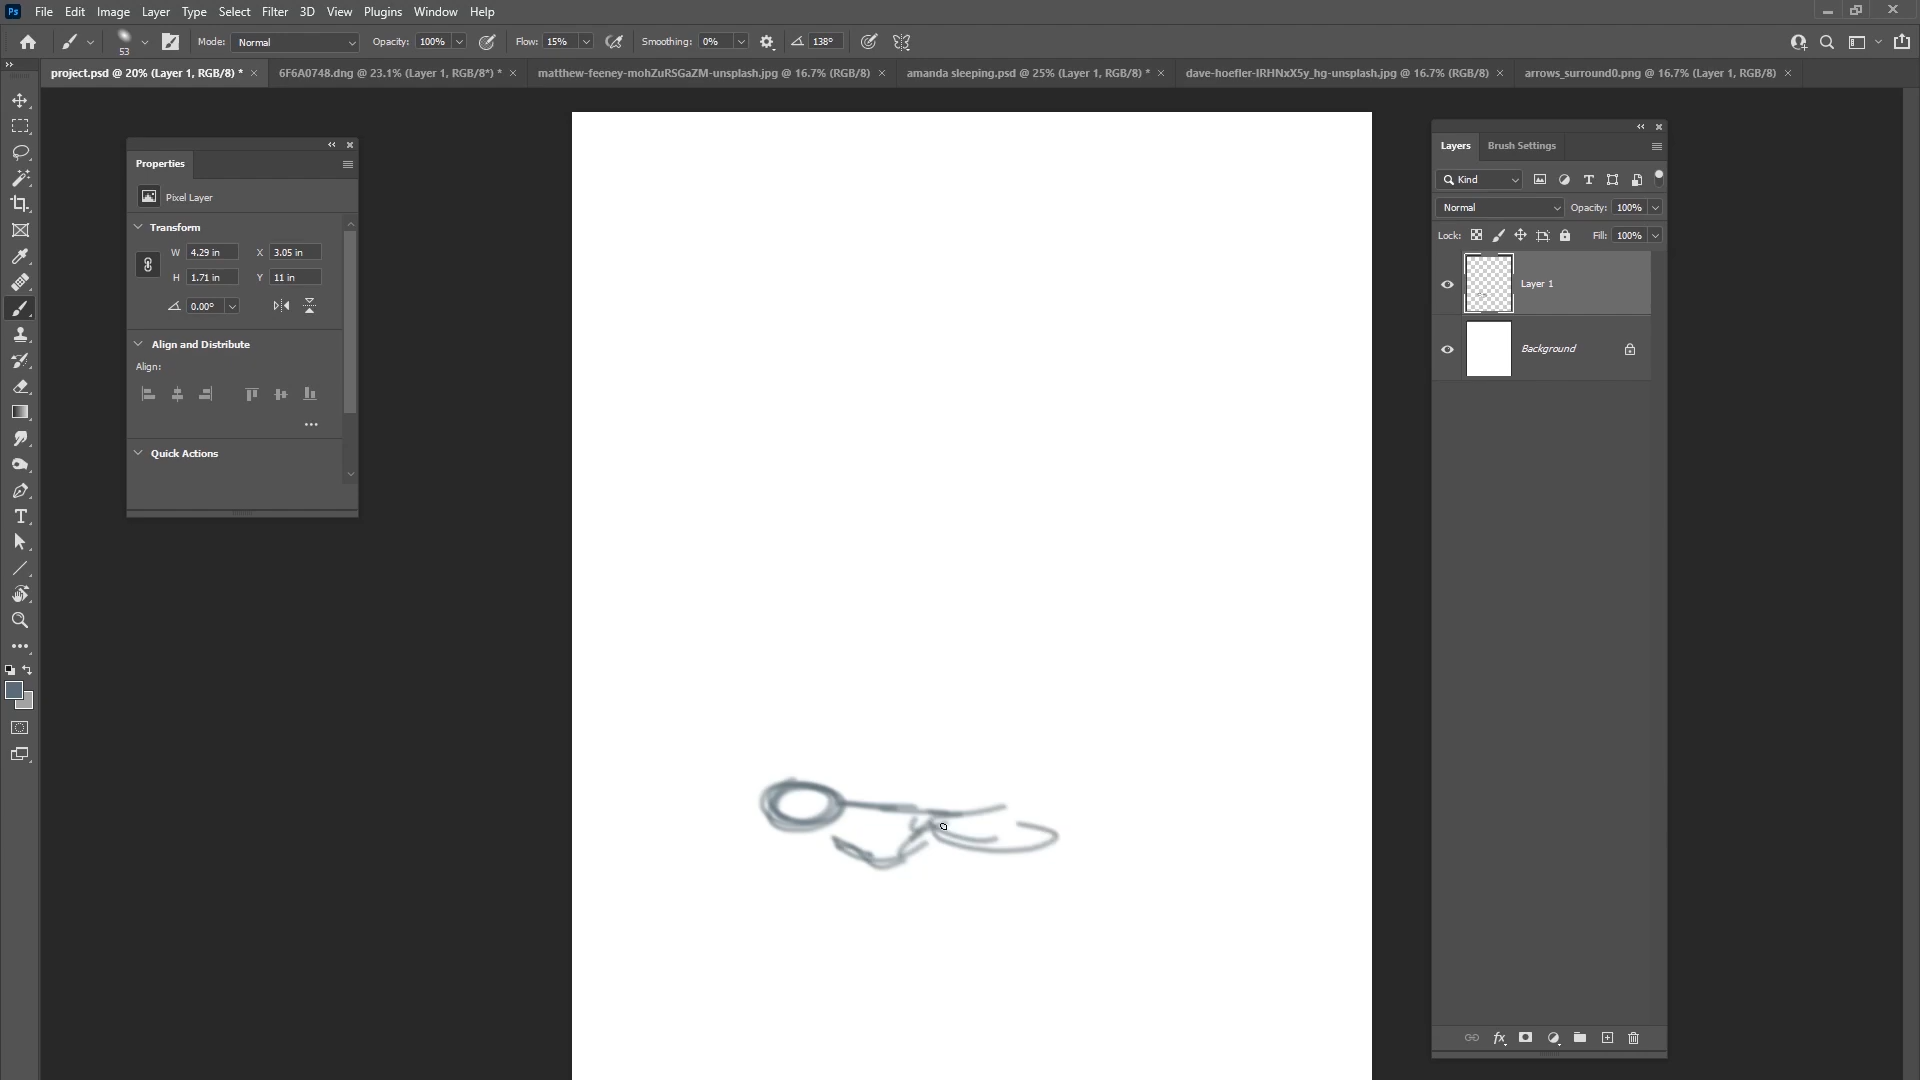 Ps File Edit Image Layer Type Select Filter 3D View Plugins Window Help
53 Mode: Normal Opacity: 100% Flow: 15% Smoothing: 0% 138°
project.psd @ 20% (Layer 1, RGB/8) * 6F6A0748.dng @ 23.1% (Layer 1, RGB/8*) * matthew-feeney-mohZuRSGaZM-unsplash.jpg @ 16.7% (RGB/8) amanda sleeping.psd @ 25% (Layer 1, RGB/8) * dave-hoefler-IRHNxX5y_hg-unsplash.jpg @ 16.7% (RGB/8) arrows_surround0.png @ 16.7% (Layer 1, RGB/8)
Properties
Pixel Layer
Transform
W 4.29 in X 3.05 in
H 1.71 in Y 11 in
0.00°
Align and Distribute
Align:
Quick Actions
Layers Brush Settings
Kind
Normal Opacity: 100%
Lock: Fill: 100%
Layer 1
Background
fx